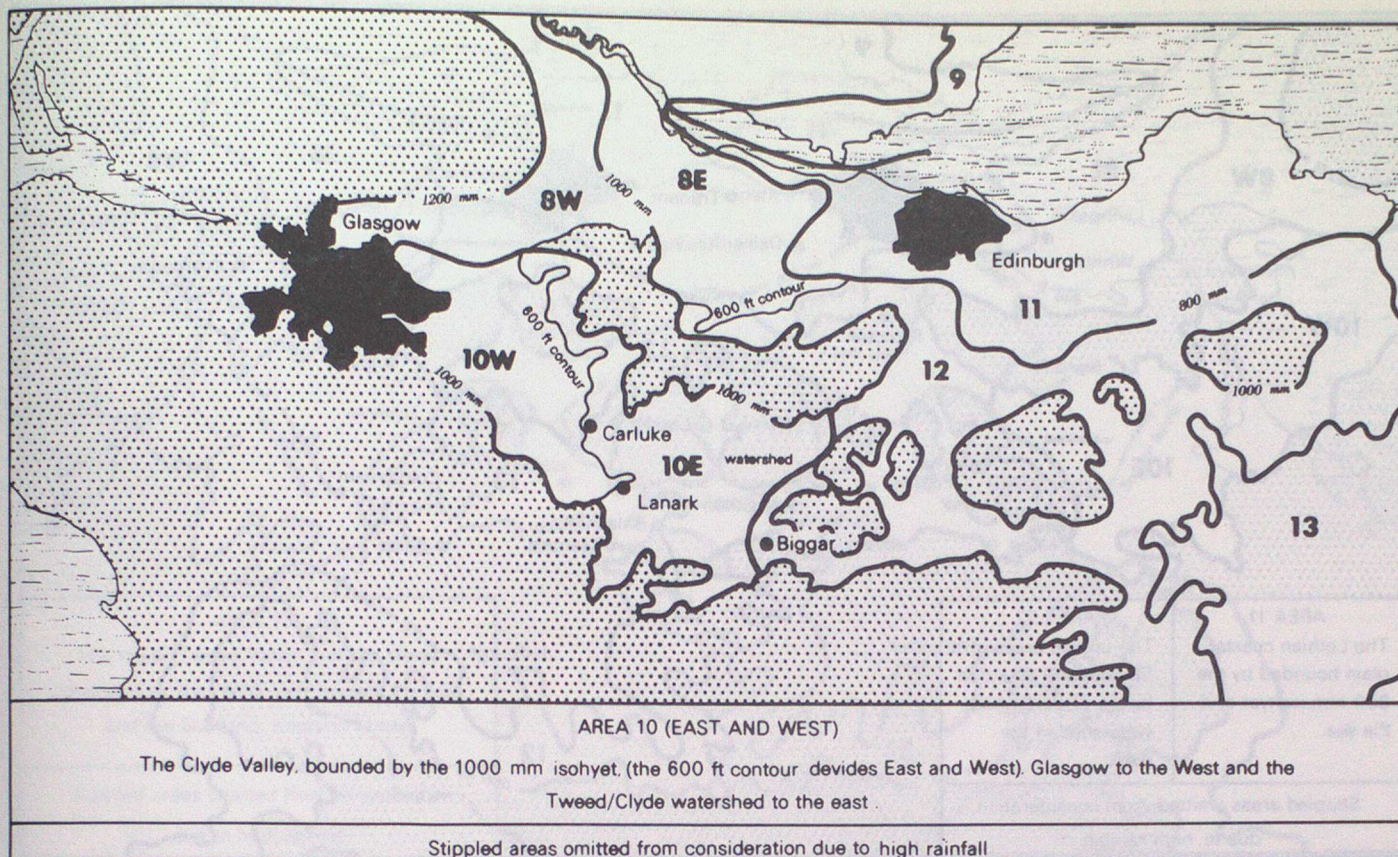 9
8E
1000 mm
8W
1200 mm
Glasgow
Edinburgh
600 ft contour
11
800 mm
600 ft contour
10W
1000 mm
12
1000 mm
1000 mm
Carluke
10E
watershed
Lanark
Biggar
13
AREA 10 (EAST AND WEST)
The Clyde Valley. bounded by the 1000 mm isohyet. (the 600 ft contour devides East and West). Glasgow to the West and the
Tweed/Clyde watershed to the east .
Stippled areas omitted from consideration due to high rainfall